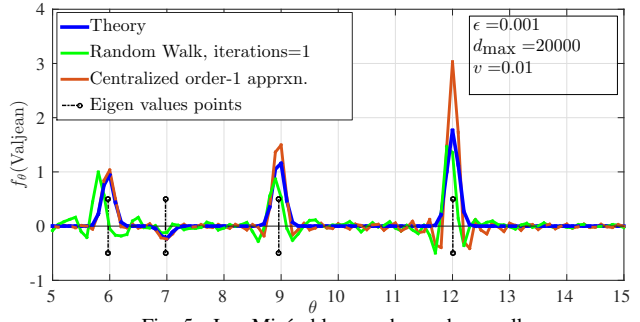 4
3
2
1
0
-1
f_θ(Valjean)
Theory
Random Walk, iterations=1
Centralized order-1 apprxn.
Eigen values points
ϵ =0.001
d_max =20000
v =0.01
5 6 7 8 9 10 11 12 13 14 15
θ